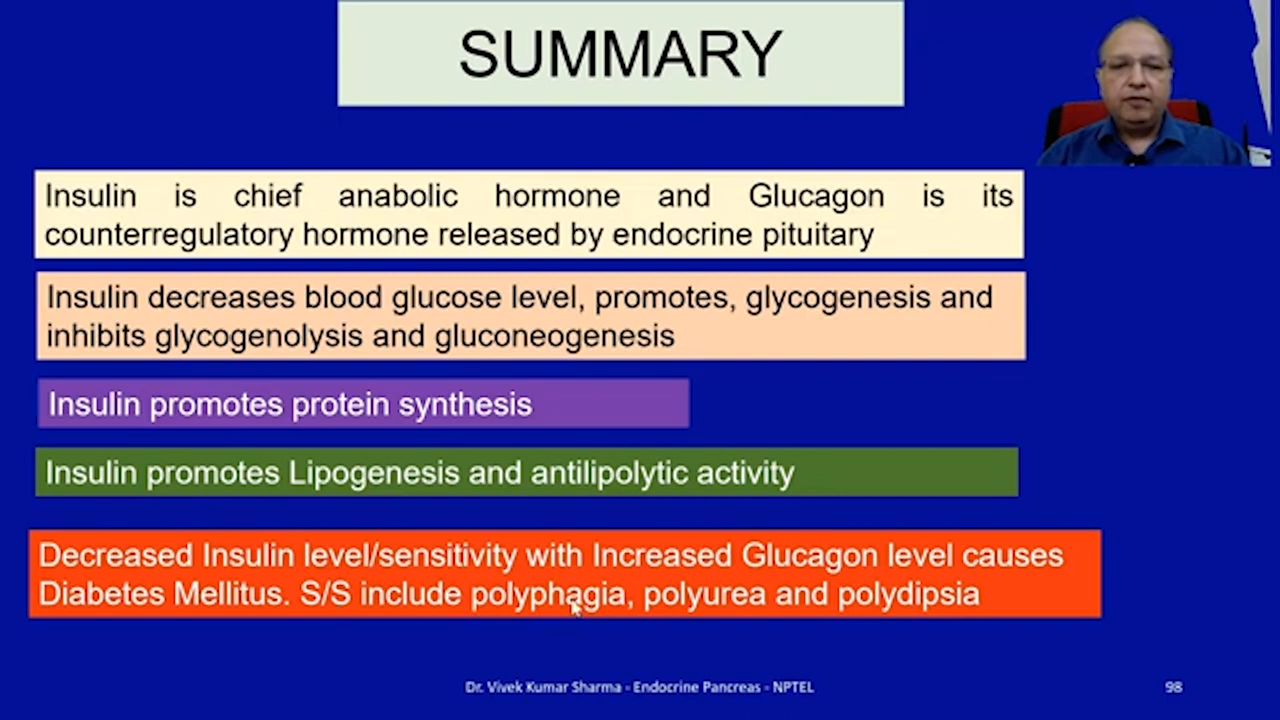 SUMMARY
Insulin is chief anabolic hormone and Glucagon is its
counterregulatory hormone released by endocrine pituitary
Insulin decreases blood glucose level, promotes, glycogenesis and
inhibits glycogenolysis and gluconeogenesis
Insulin promotes protein synthesis
Insulin promotes Lipogenesis and antilipolytic activity
Decreased Insulin level/sensitivity with Increased Glucagon level causes
Diabetes Mellitus. S/S include polyphagia, polyurea and polydipsia
Dr. Vivek Kumar Sharma - Endocrine Pancreas - NPTEL
98